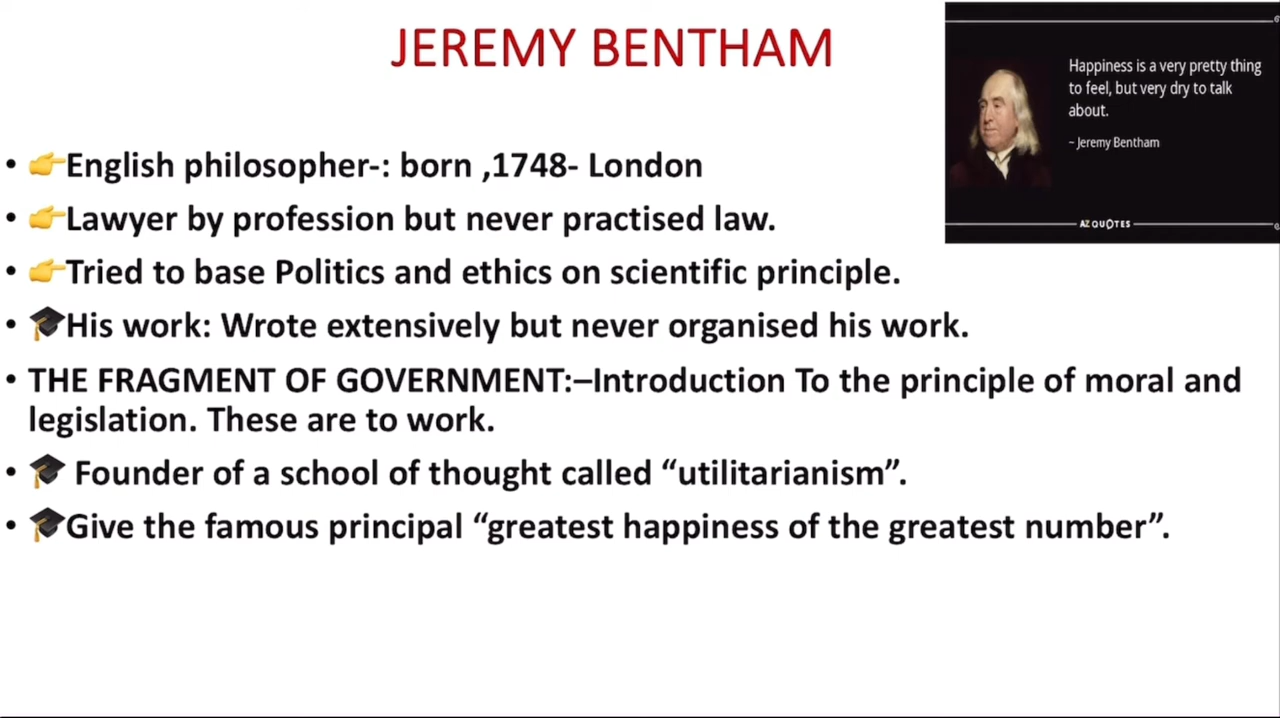 JEREMY BENTHAM
Happiness is a very pretty thing
to feel, but very dry to talk
about.
~ Jeremy Bentham
AZ QUOTES
• 👉English philosopher-: born ,1748- London
• 👉Lawyer by profession but never practised law.
• 👉Tried to base Politics and ethics on scientific principle.
• 🎓His work: Wrote extensively but never organised his work.
• THE FRAGMENT OF GOVERNMENT:–Introduction To the principle of moral and
legislation. These are to work.
• 🎓 Founder of a school of thought called “utilitarianism”.
• 🎓Give the famous principal “greatest happiness of the greatest number”.